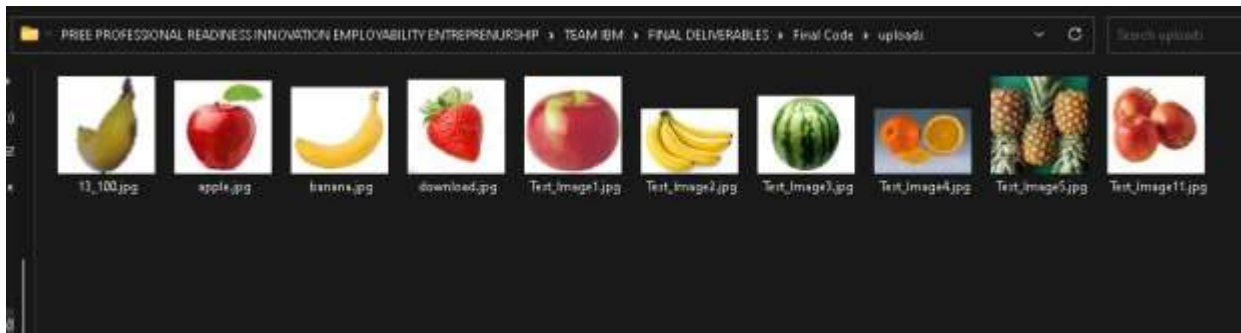 PRIEE PROFESSIONAL READINESS INNOVATION EMPLOYABILITY ENTREPRENURSHIP > TEAM IBM > FINAL DELIVERABLES > Final Code > uploads
Search uploads
13_100.jpg apple.jpg banana.jpg download.jpg Test_Image1.jpg Test_Image2.jpg Test_Image3.jpg Test_Image4.jpg Test_Image5.jpg Test_Image11.jpg